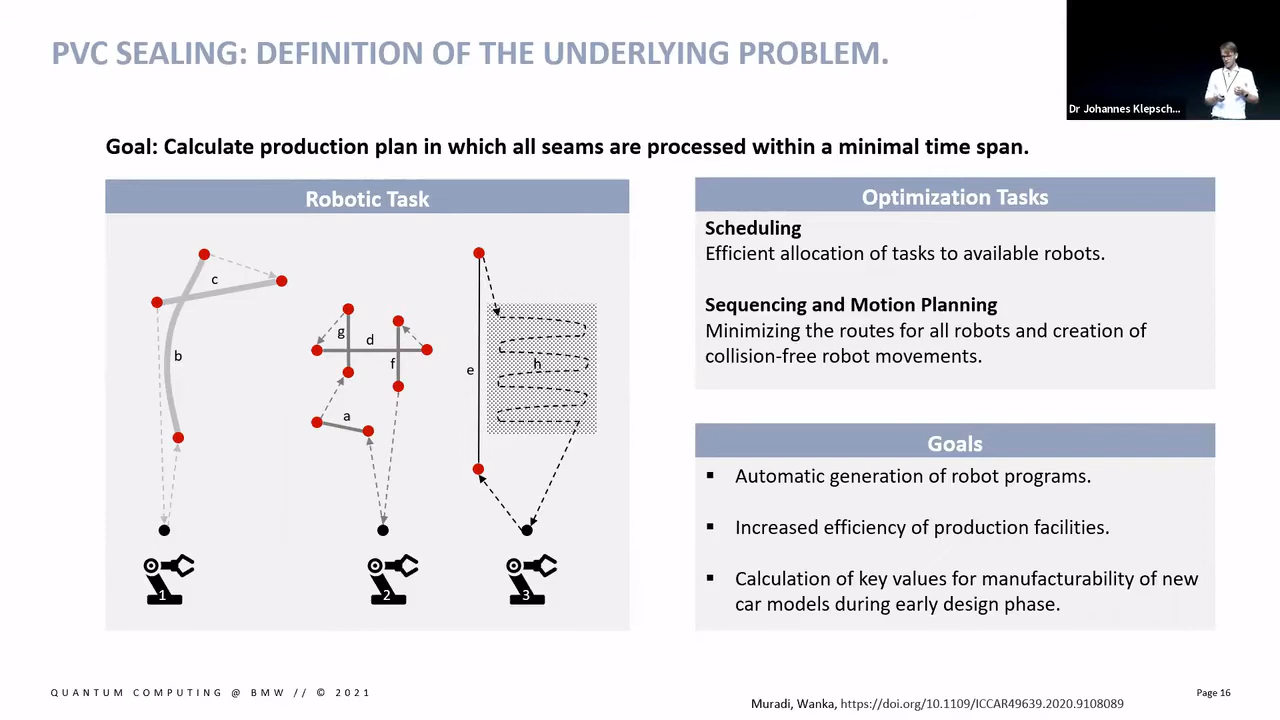 PVC SEALING: DEFINITION OF THE UNDERLYING PROBLEM.
Dr Johannes Klepsch...
Goal: Calculate production plan in which all seams are processed within a minimal time span.
Robotic Task
c
b
g
d
f
a
e
h
1
2
3
Optimization Tasks
Scheduling
Efficient allocation of tasks to available robots.
Sequencing and Motion Planning
Minimizing the routes for all robots and creation of
collision-free robot movements.
Goals
▪ Automatic generation of robot programs.
▪ Increased efficiency of production facilities.
▪ Calculation of key values for manufacturability of new
car models during early design phase.
QUANTUM COMPUTING @ BMW // © 2021
Muradi, Wanka, https://doi.org/10.1109/ICCAR49639.2020.9108089
Page 16